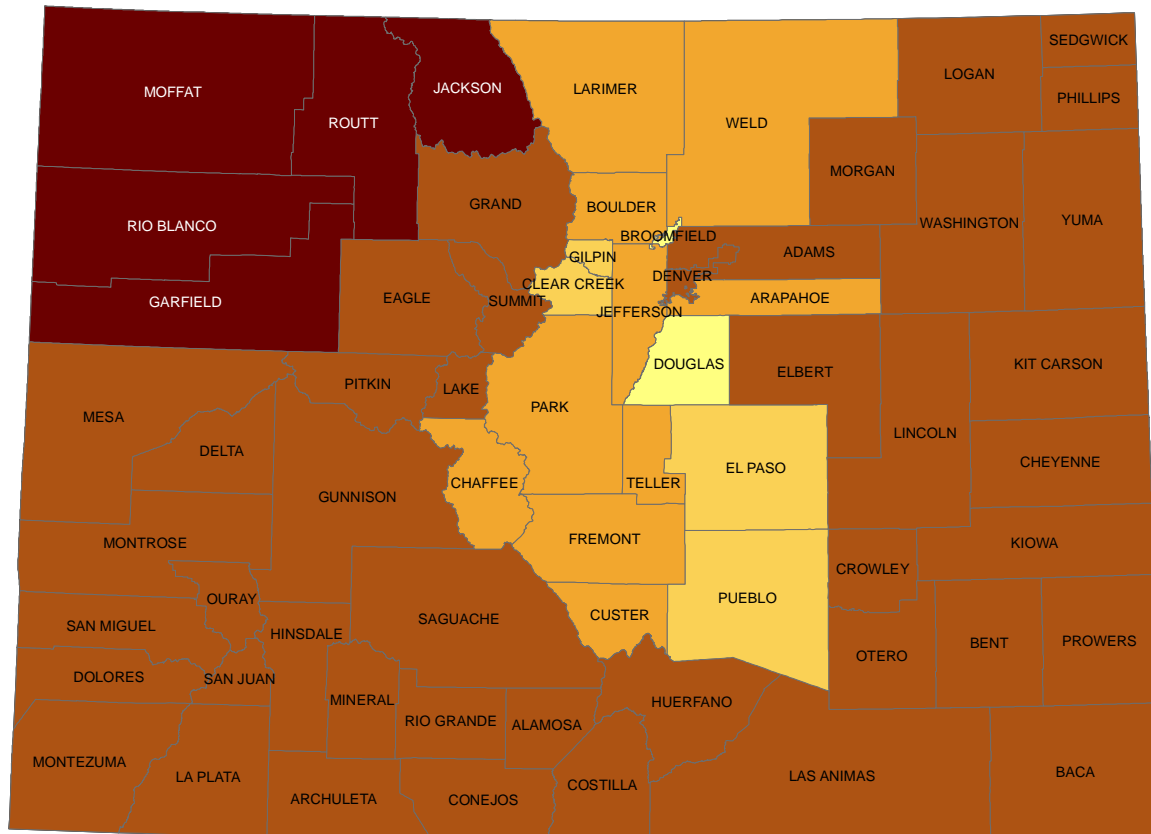 SEDGWICK
LOGAN
MOFFAT
JACKSON
LARIMER
PHILLIPS
ROUTT
WELD
MORGAN
GRAND
BOULDER
RIO BLANCO
WASHINGTON
YUMA
BROOMFIELD
GILPIN
ADAMS
DENVER
CLEAR CREEK
EAGLE
GARFIELD
SUMMIT
ARAPAHOE
JEFFERSON
DOUGLAS
ELBERT
KIT CARSON
PITKIN
LAKE
PARK
MESA
LINCOLN
DELTA
CHEYENNE
EL PASO
CHAFFEE
TELLER
GUNNISON
FREMONT
MONTROSE
KIOWA
CROWLEY
OURAY
PUEBLO
CUSTER
SAGUACHE
SAN MIGUEL
HINSDALE
PROWERS
BENT
OTERO
DOLORES
SAN JUAN
MINERAL
HUERFANO
RIO GRANDE
ALAMOSA
MONTEZUMA
LA PLATA
LAS ANIMAS
BACA
COSTILLA
ARCHULETA
CONEJOS